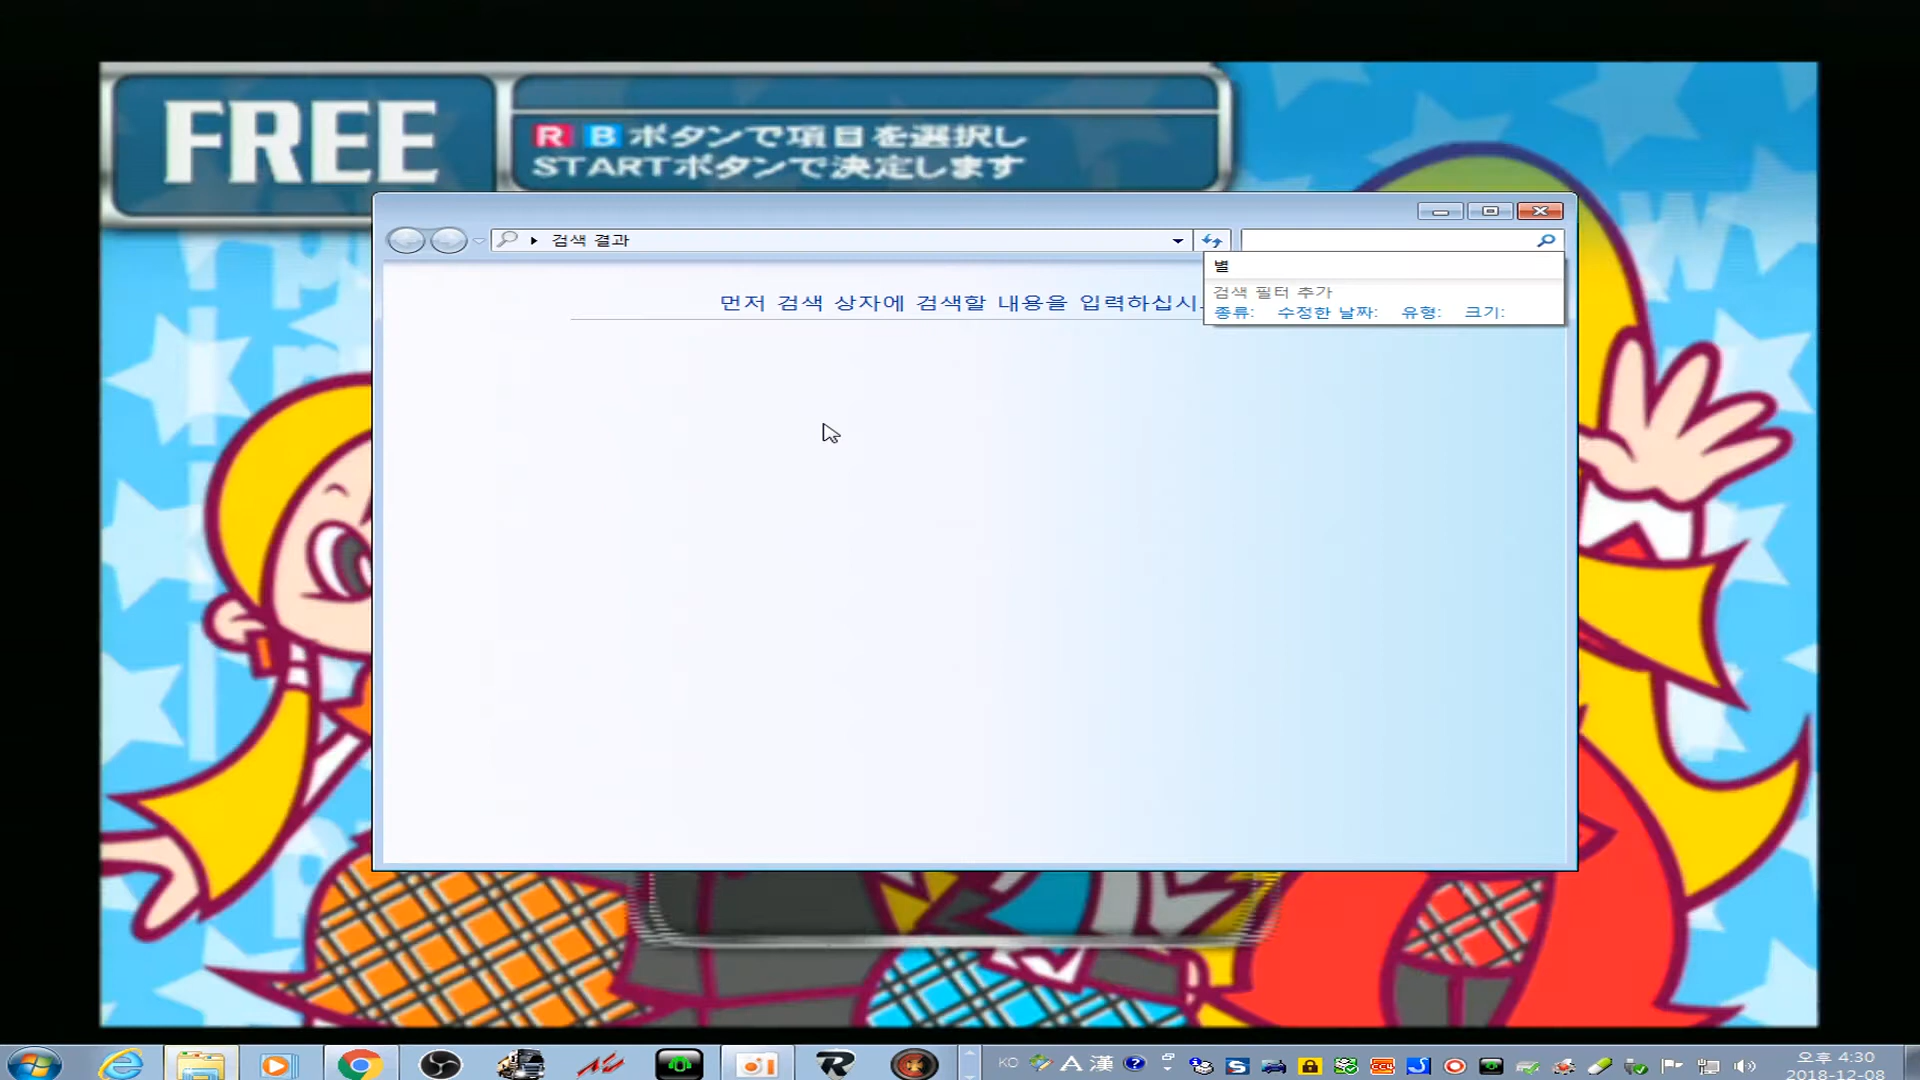 FREE
R B ボタンで項目を選択し
STARTボタンで決定します
검색 결과
별
먼저 검색 상자에 검색할 내용을 입력하십시
검색 필터 추가
종류: 수정한 날짜: 유형: 크기:
KO A 漢
오후 4:30
2018-12-08